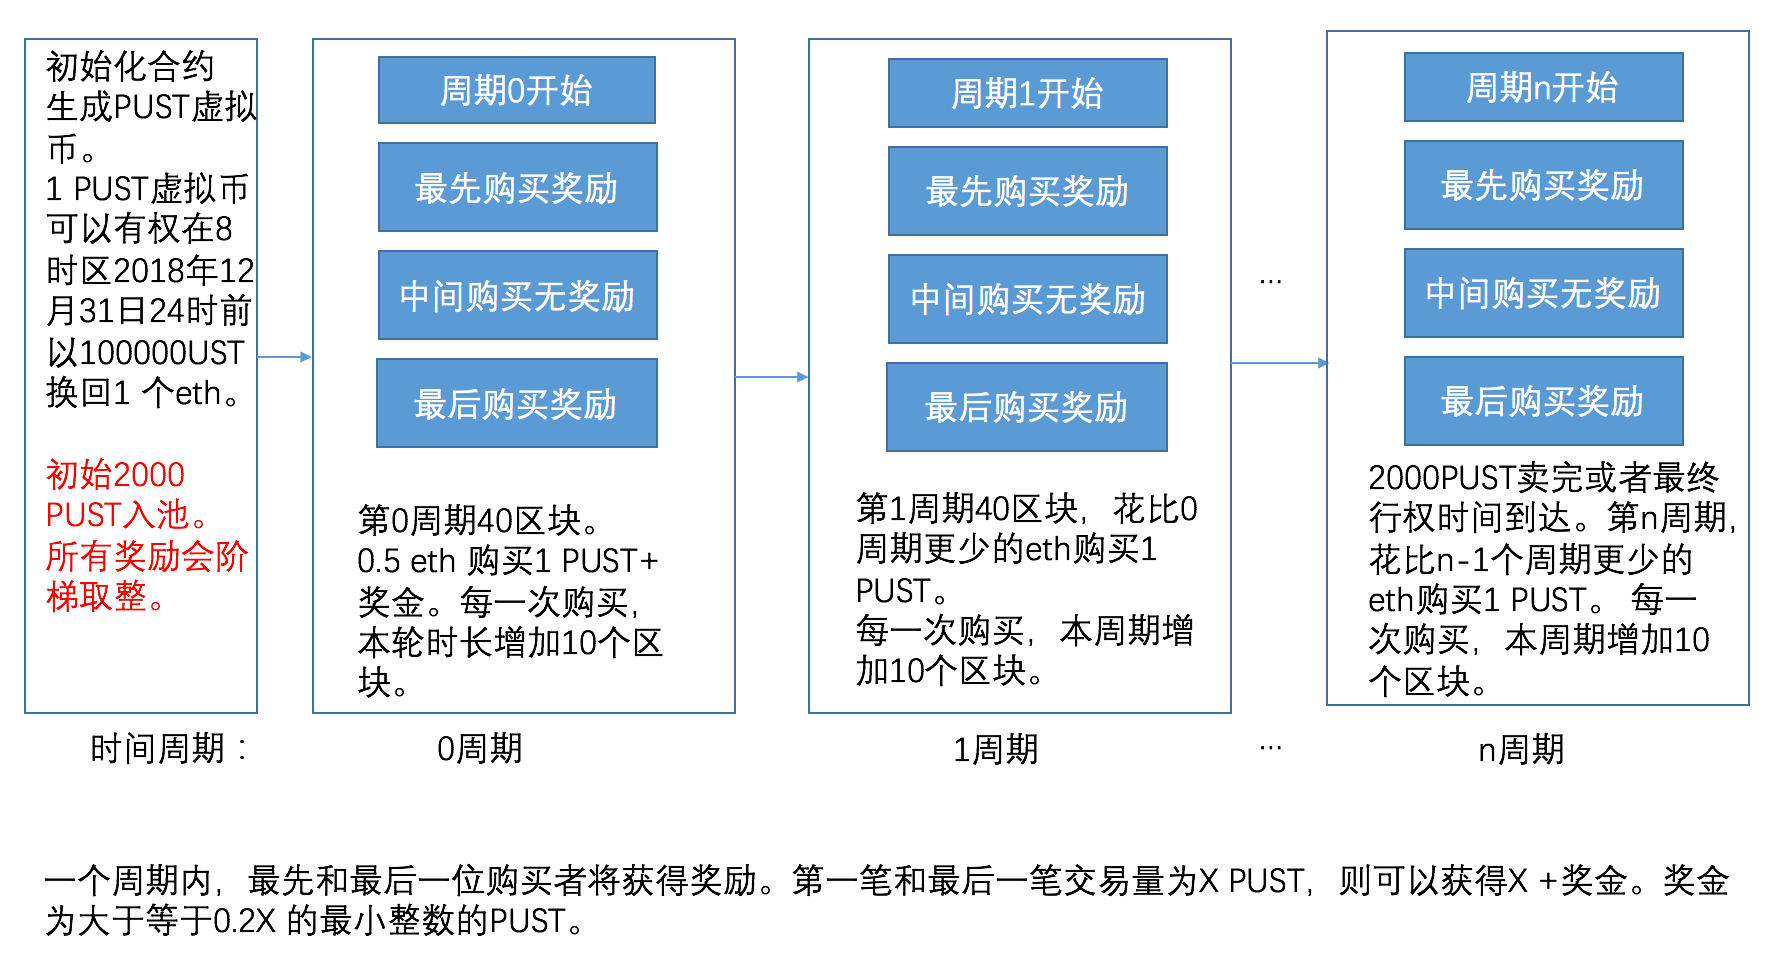 初始化合约
生成PUST虚拟
币。
1 PUST虚拟币
可以有权在8
时区2018年12
月31日24时前
以100000UST
换回1 个eth。
初始2000
PUST入池。
所有奖励会阶
梯取整。
周期0开始
最先购买奖励
中间购买无奖励
最后购买奖励
第0周期40区块。
0.5 eth 购买1 PUST+
奖金。每一次购买，
本轮时长增加10个区
块。
周期1开始
最先购买奖励
中间购买无奖励
最后购买奖励
第1周期40区块，花比0
周期更少的eth购买1
PUST。
每一次购买，本周期增
加10个区块。
...
周期n开始
最先购买奖励
中间购买无奖励
最后购买奖励
2000PUST卖完或者最终
行权时间到达。第n周期，
花比n-1个周期更少的
eth购买1 PUST。 每一
次购买，本周期增加10
个区块。
时间周期： 0周期 1周期 ... n周期
一个周期内，最先和最后一位购买者将获得奖励。第一笔和最后一笔交易量为X PUST，则可以获得X +奖金。奖金
为大于等于0.2X 的最小整数的PUST。